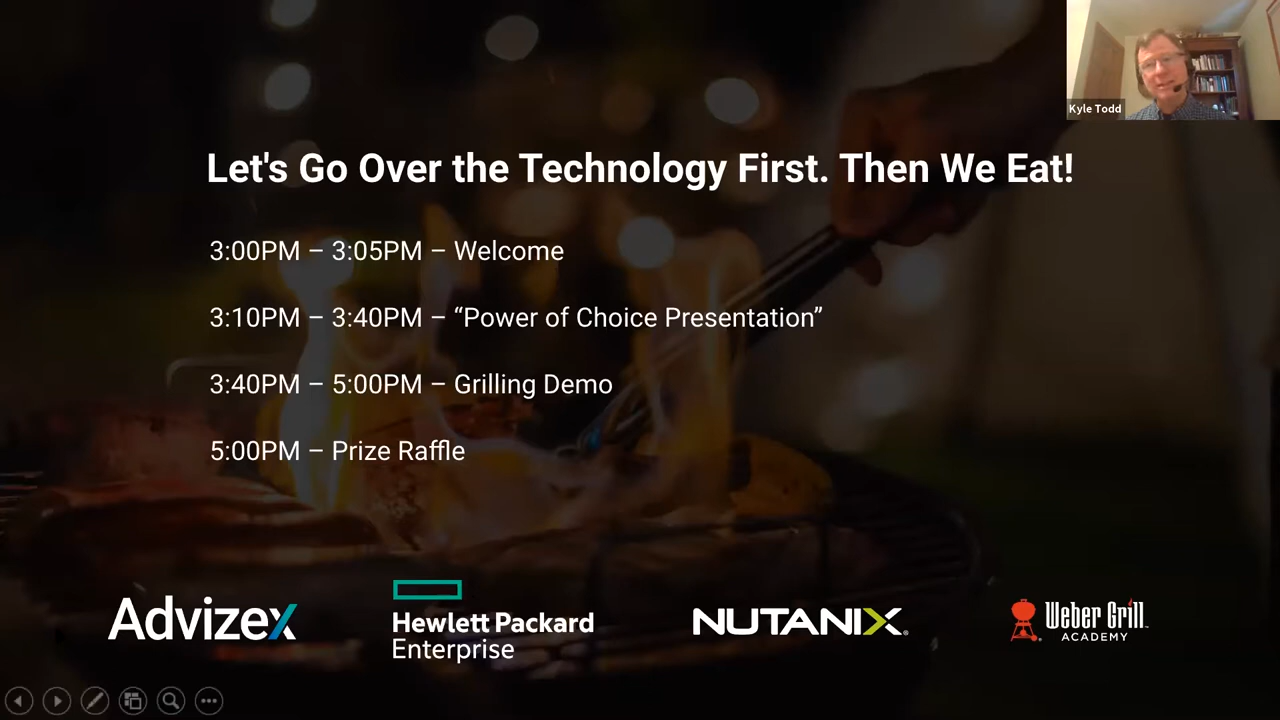 Kyle Todd
Let's Go Over the Technology First. Then We Eat!
3:00PM – 3:05PM – Welcome
3:10PM – 3:40PM – “Power of Choice Presentation”
3:40PM – 5:00PM – Grilling Demo
5:00PM – Prize Raffle
Advizex
Hewlett Packard
Enterprise
NUTANIX
Weber Grill
ACADEMY